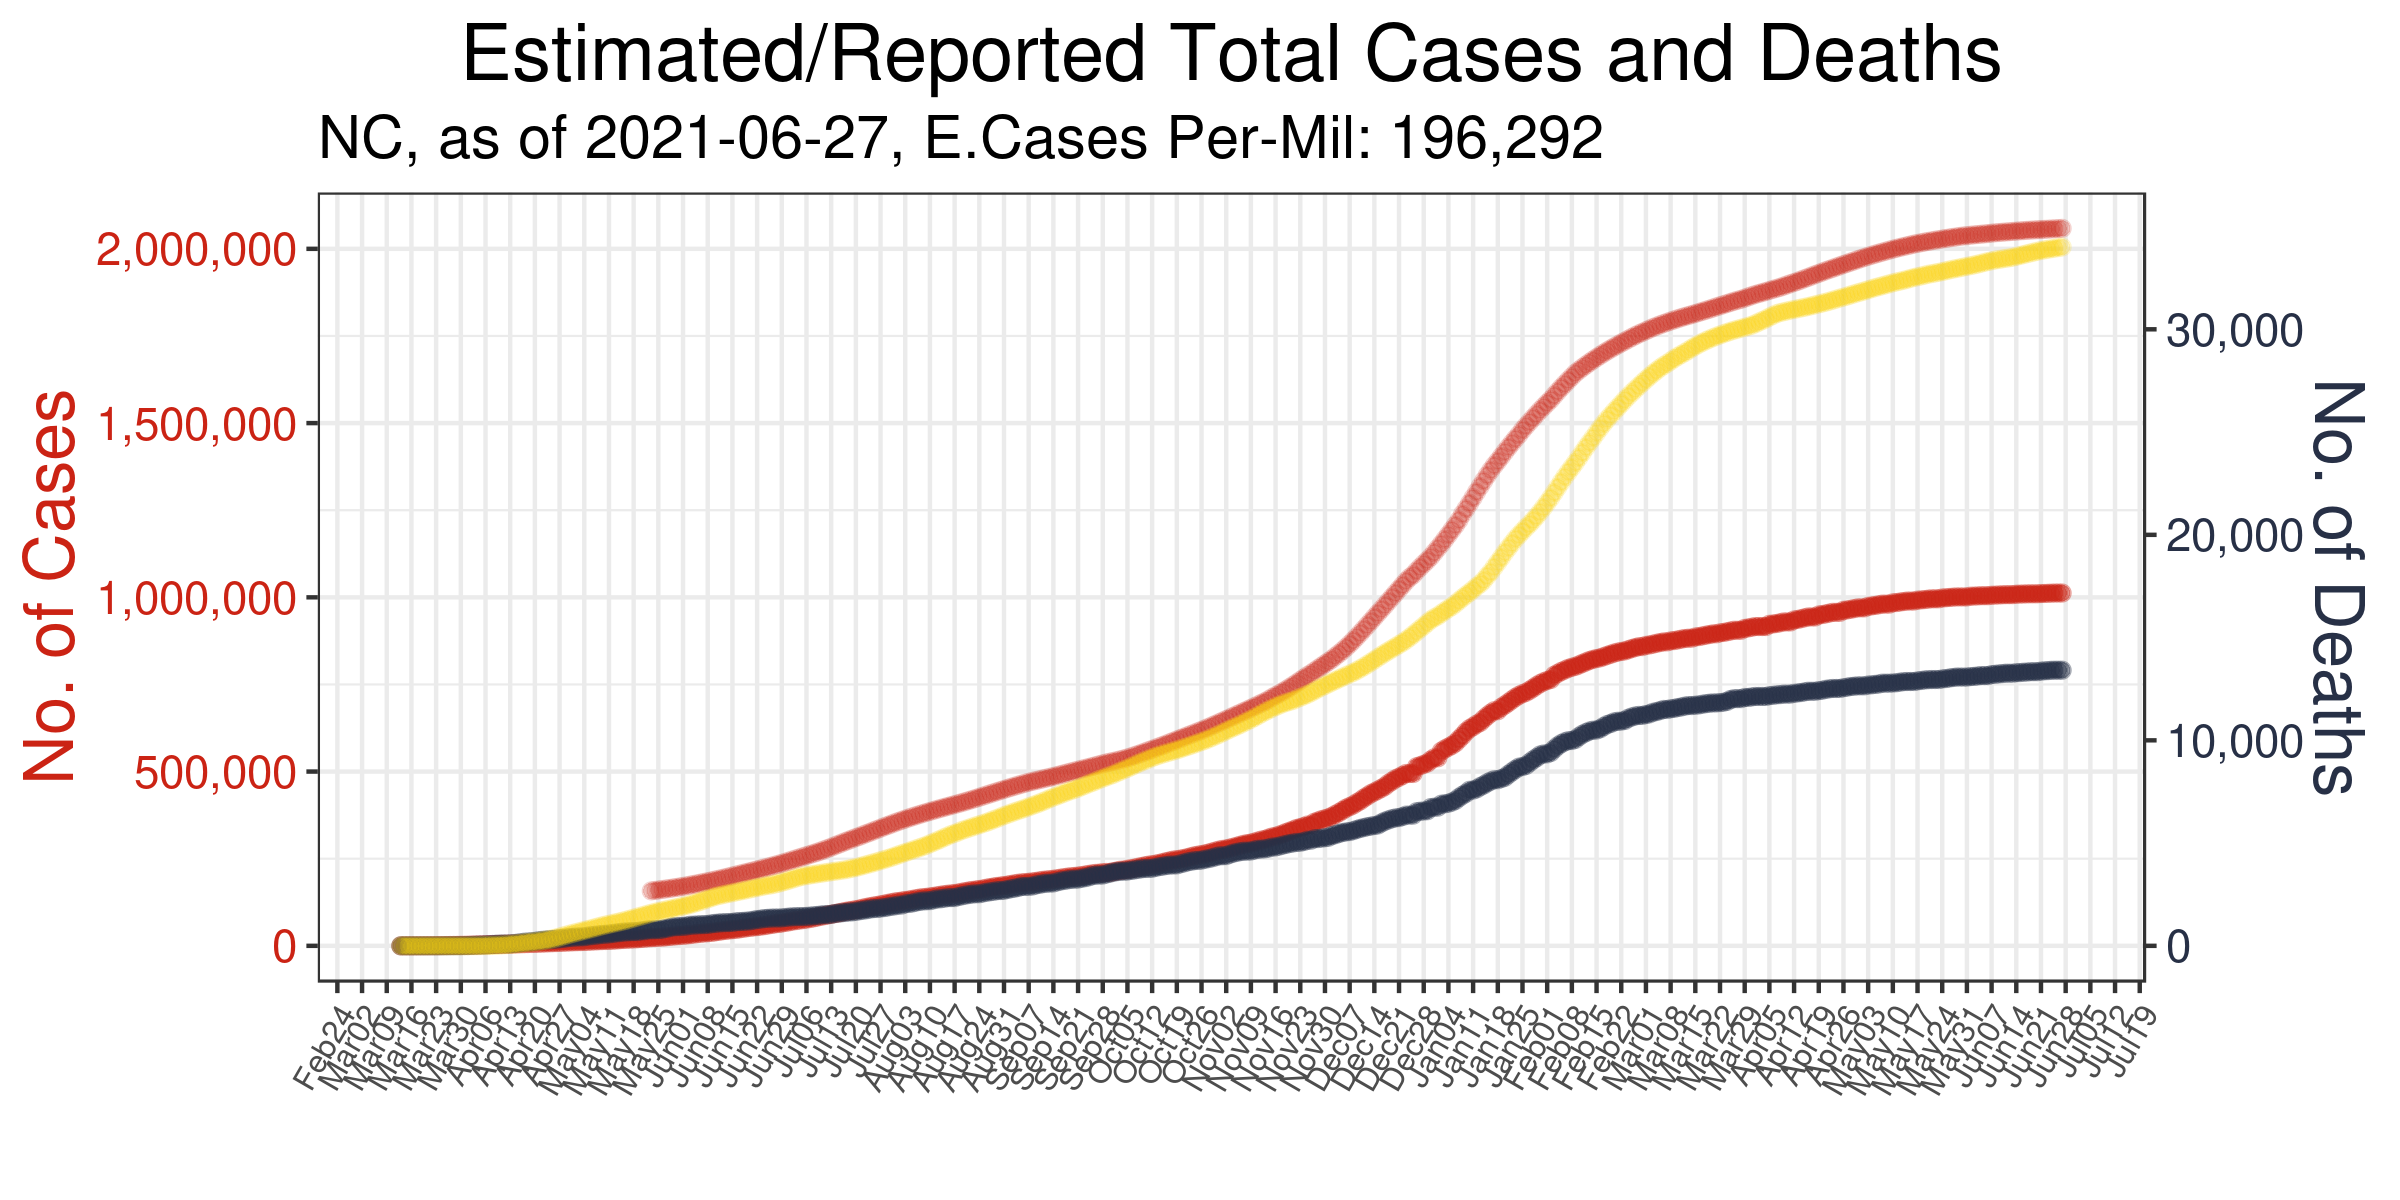 Estimated/Reported Total Cases and Deaths
NC, as of 2021-06-27, E.Cases Per-Mil: 196,292
No. of Cases
2,000,000
1,500,000
1,000,000
500,000
0
30,000
20,000
10,000
0
No. of Deaths
Feb24
Mar02
Mar09
Mar16
Mar23
Mar30
Apr06
Apr13
Apr20
Apr27
May04
May11
May18
May25
Jun01
Jun08
Jun15
Jun22
Jun29
Jul06
Jul13
Jul20
Jul27
Aug03
Aug10
Aug17
Aug24
Aug31
Sep07
Sep14
Sep21
Sep28
Oct05
Oct12
Oct19
Oct26
Nov02
Nov09
Nov16
Nov23
Nov30
Dec07
Dec14
Dec21
Dec28
Dec04
Jan11
Jan18
Jan25
Feb01
Feb08
Feb15
Feb22
Mar01
Mar08
Mar15
Mar22
Mar29
Apr05
Apr12
Apr19
Apr26
May03
May10
May17
May24
May31
Jun07
Jun14
Jun21
Jun28
Jul05
Jul12
Jul19